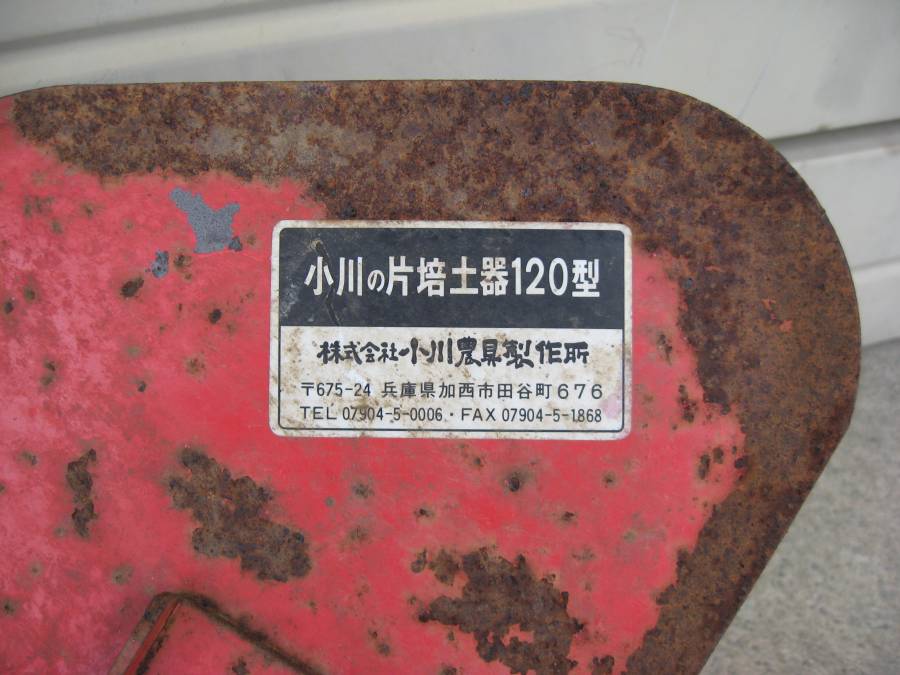 小川の片培土器120型
株式会社小川農具製作所
〒675-24 兵庫県加西市田谷町676
TEL 07904-5-0006・FAX 07904-5-1868